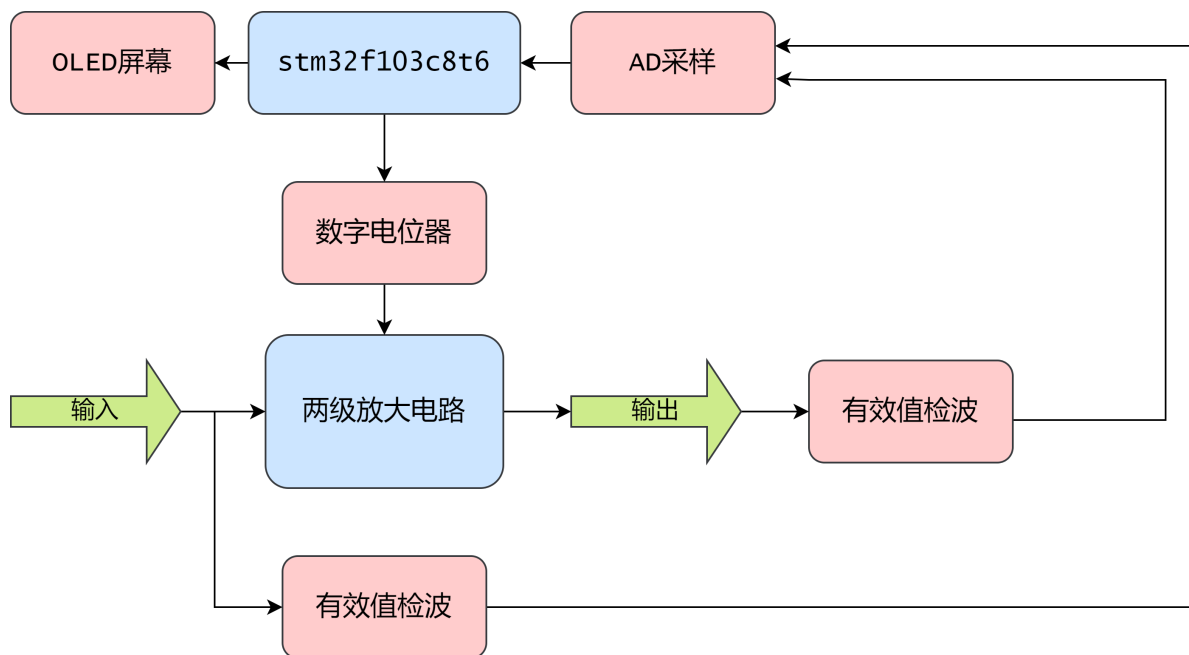 OLED屏幕
stm32f103c8t6
AD采样
数字电位器
输入
两级放大电路
输出
有效值检波
有效值检波